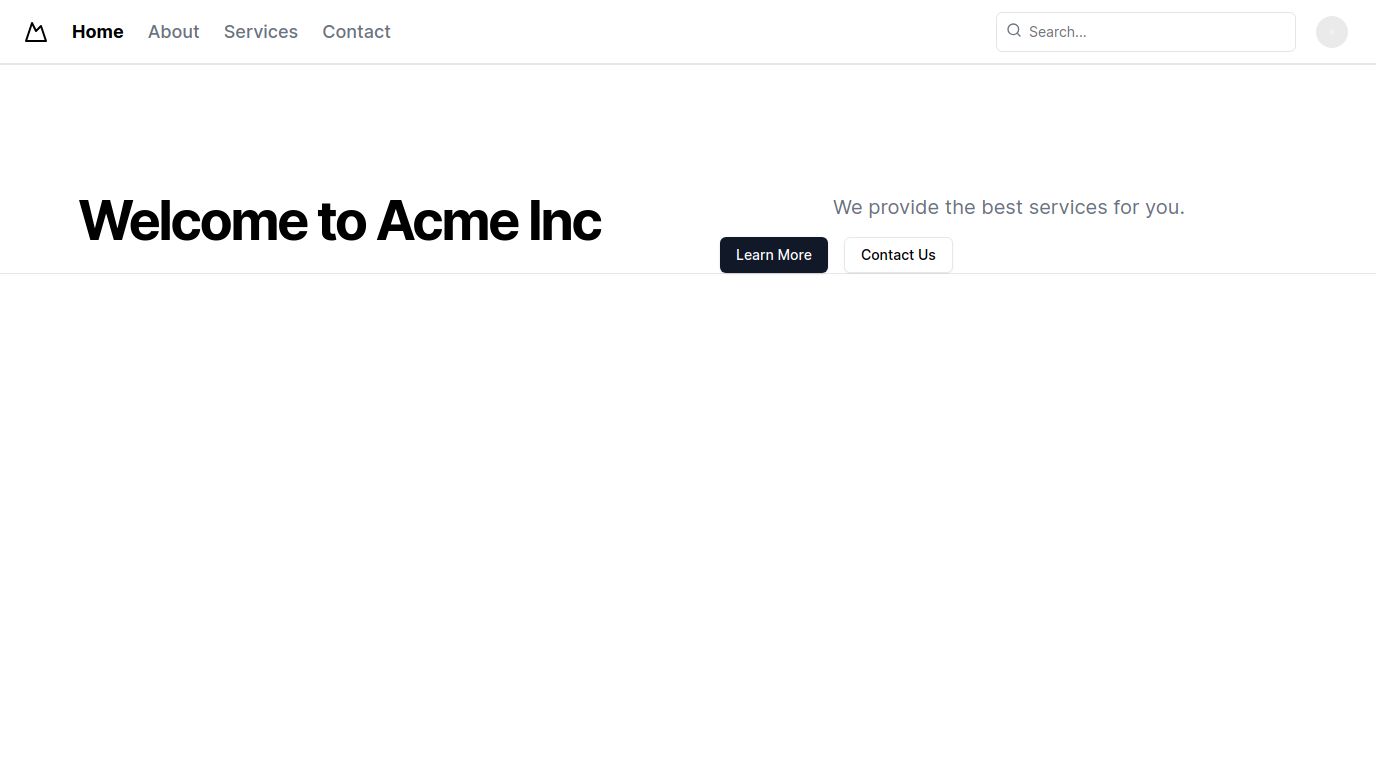 Home About Services Contact Search...
Welcome to Acme Inc
We provide the best services for you.
Learn More Contact Us